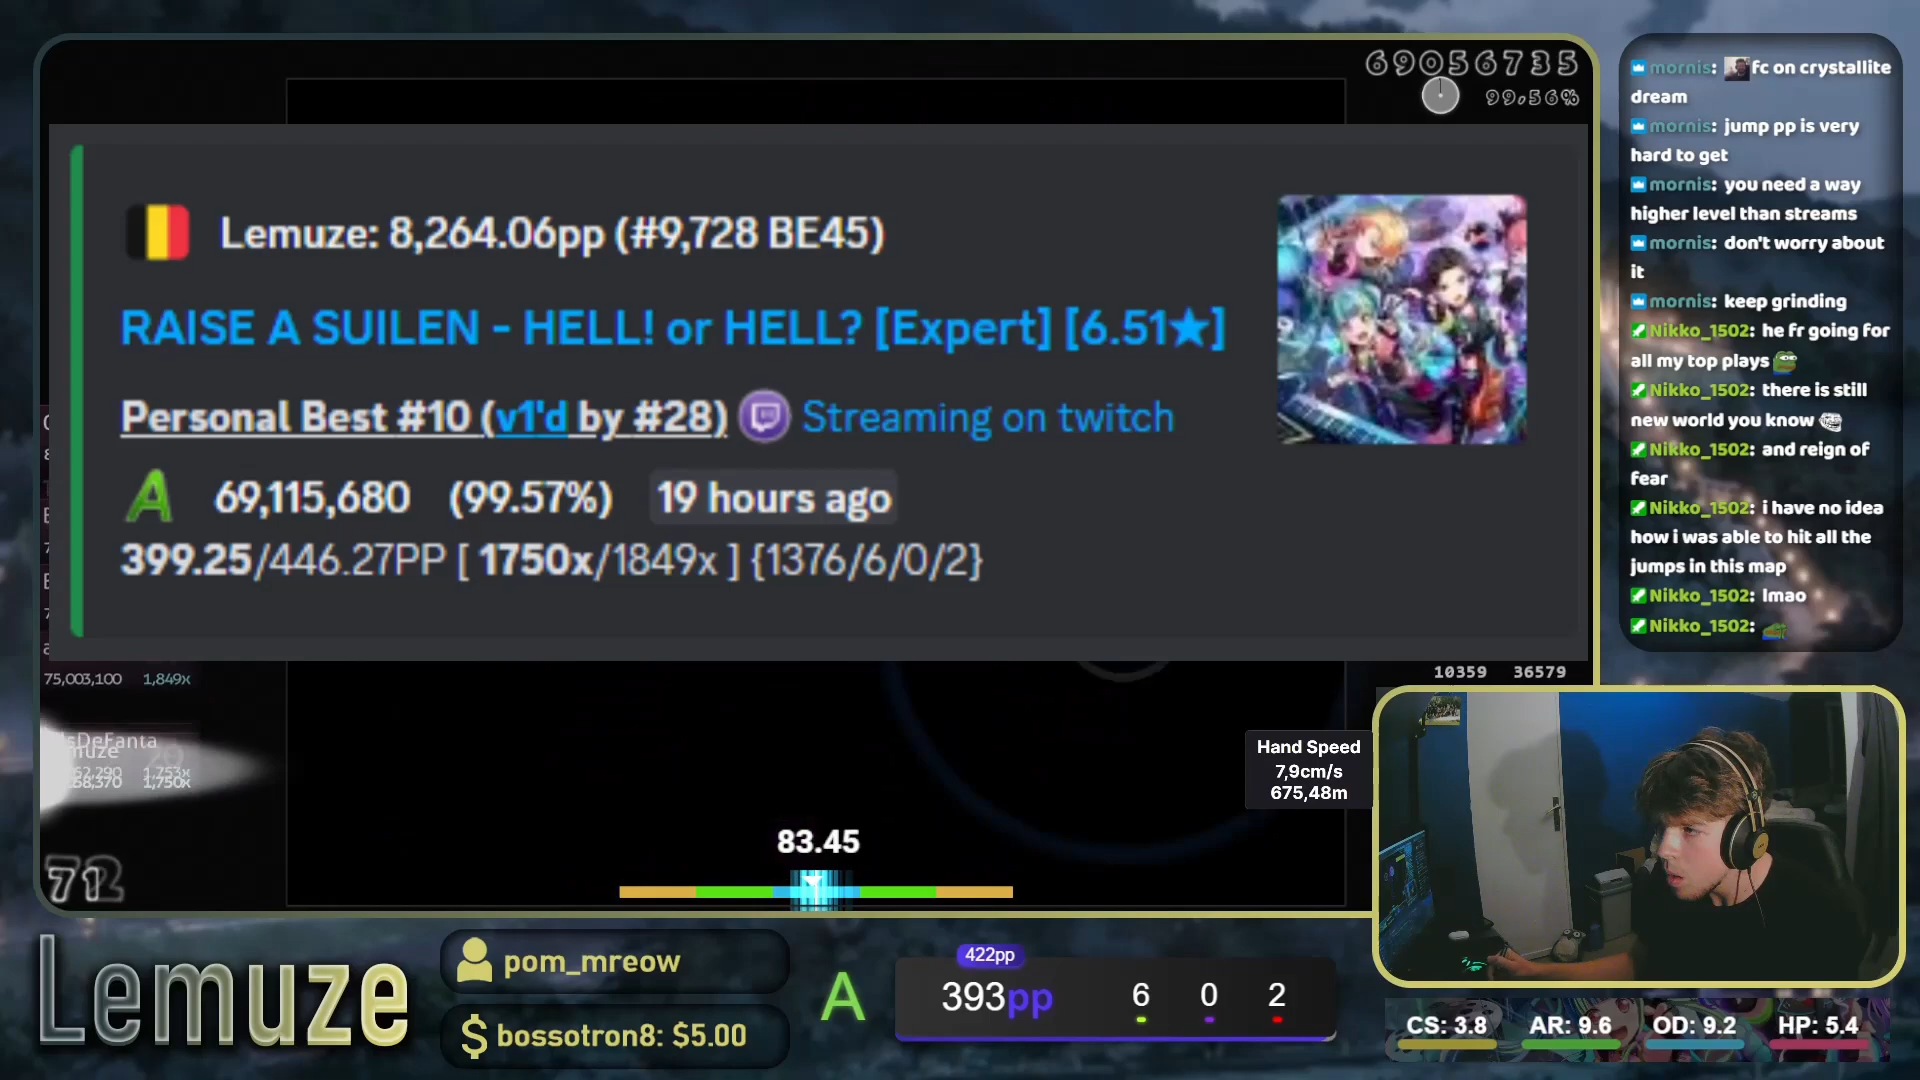 69056735
99.56%
Lemuze: 8,264.06pp (#9,728 BE45)
RAISE A SUILEN - HELL! or HELL? [Expert] [6.51★]
Personal Best #10 (v1'd by #28) Streaming on twitch
A 69,115,680 (99.57%) 19 hours ago
399.25/446.27PP [ 1750x/1849x ] {1376/6/0/2}
75,003,100 1,849x
10359 36579
Hand Speed
7,9cm/s
675,48m
83.45
mornis: fc on crystallite
dream
mornis: jump pp is very
hard to get
mornis: you need a way
higher level than streams
mornis: don't worry about
it
mornis: keep grinding
Nikko_1502: he fr going for
all my top plays
Nikko_1502: there is still
new world you know
Nikko_1502: and reign of
fear
Nikko_1502: i have no idea
how i was able to hit all the
jumps in this map
Nikko_1502: lmao
Nikko_1502:
Lemuze
pom_mreow
$ bossotron8: $5.00
A
422pp
393pp 6 0 2
CS: 3.8 AR: 9.6 OD: 9.2 HP: 5.4